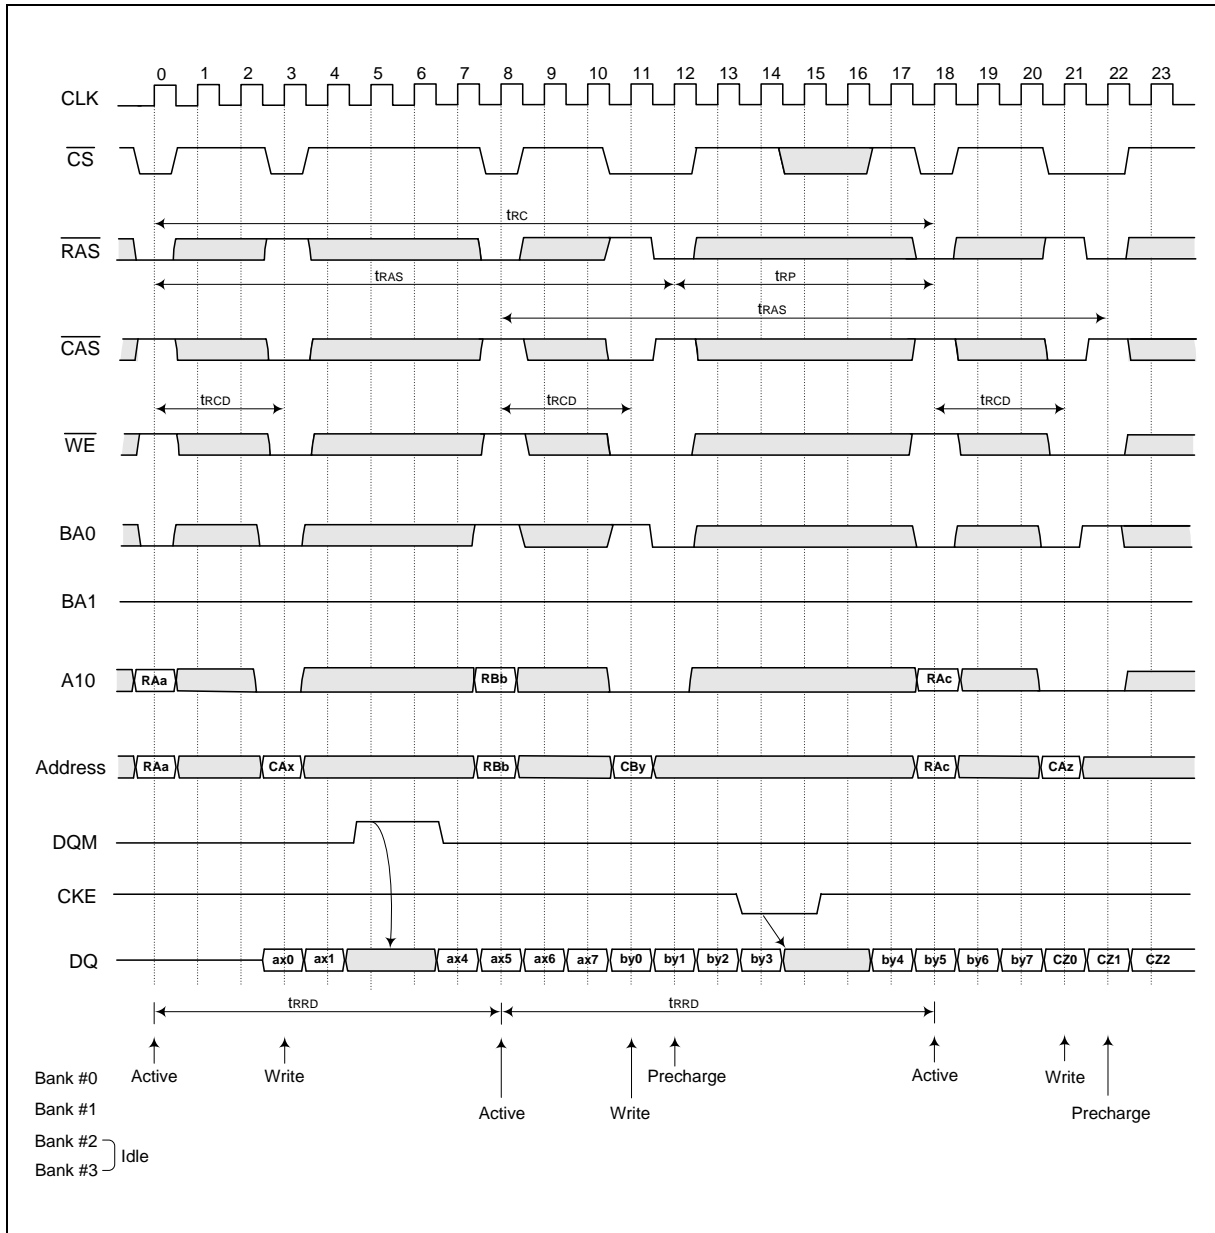 0 1 2 3 4 5 6 7 8 9 10 11 12 13 14 15 16 17 18 19 20 21 22 23
CLK
CS
tRC
RAS
tRAS tRP
tRAS
CAS
tRCD tRCD tRCD
WE
BA0
BA1
A10 RAa RBb RAc
Address RAa CAx RBb CBy RAc CAz
DQM
CKE
DQ ax0 ax1 ax4 ax5 ax6 ax7 by0 by1 by2 by3 by4 by5 by6 by7 CZ0 CZ1 CZ2
tRRD tRRD
Bank #0 Active Write Precharge Active Write
Bank #1 Active Write Precharge
Bank #2
Idle
Bank #3